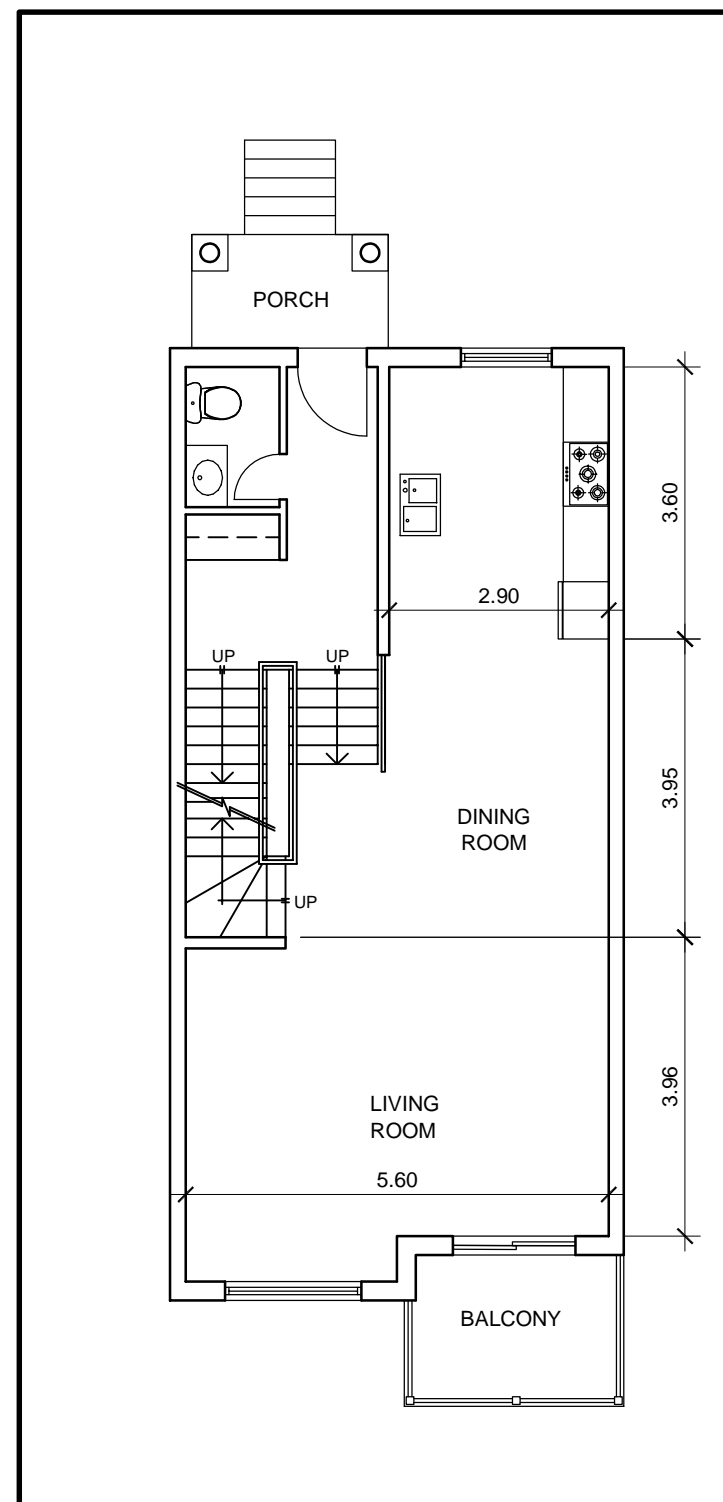 PORCH
3.60
2.90
UP
UP
3.95
DINING
ROOM
UP
3.96
LIVING
ROOM
5.60
BALCONY